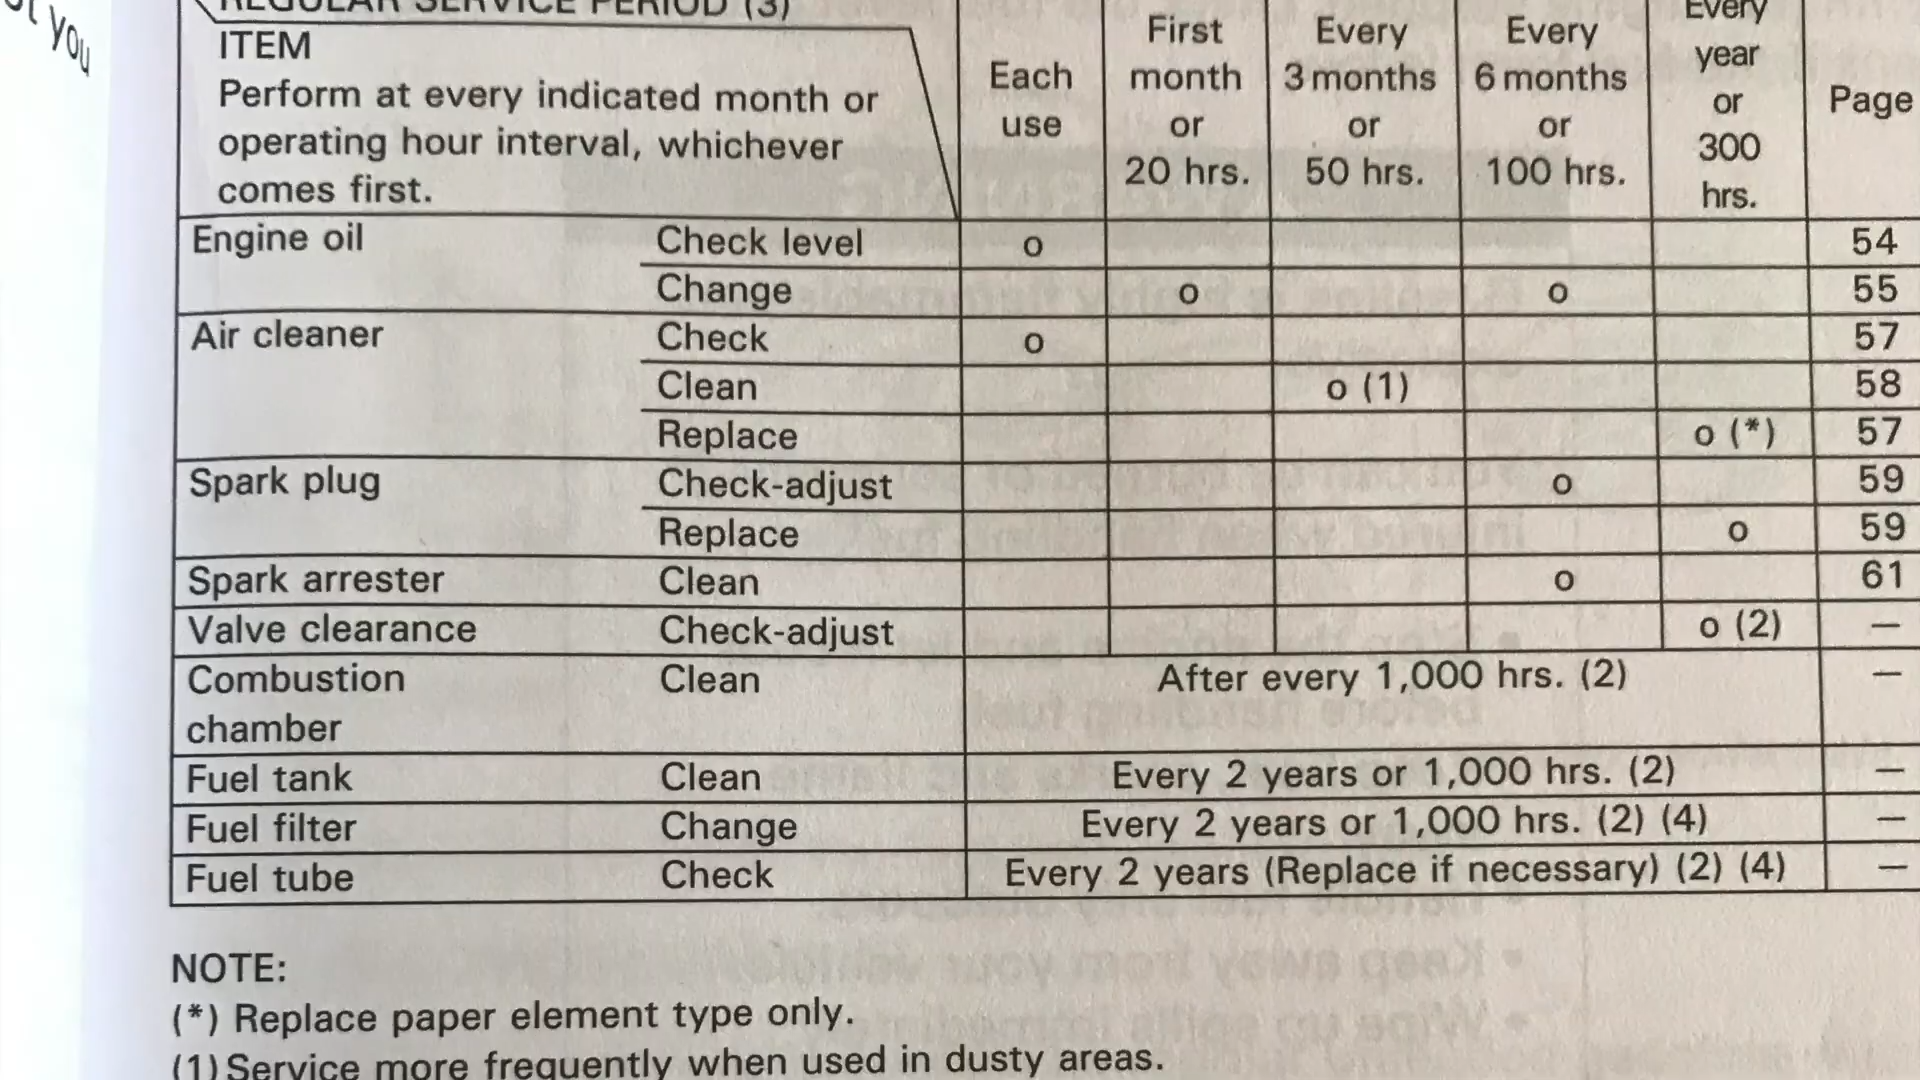 ot you
REGULAR SERVICE PERIOD (3)
ITEM
Perform at every indicated month or
operating hour interval, whichever
comes first.
Each
use
First
month
or
20 hrs.
Every
3 months
or
50 hrs.
Every
6 months
or
100 hrs.
Every
year
or
300
hrs.
Page
Engine oil Check level o 54
Change o o 55
Air cleaner Check o 57
Clean o (1) 58
Replace o (*) 57
Spark plug Check-adjust o 59
Replace o 59
Spark arrester Clean o 61
Valve clearance Check-adjust o (2) —
Combustion Clean After every 1,000 hrs. (2) —
chamber
Fuel tank Clean Every 2 years or 1,000 hrs. (2) —
Fuel filter Change Every 2 years or 1,000 hrs. (2) (4) —
Fuel tube Check Every 2 years (Replace if necessary) (2) (4) —
NOTE:
(*) Replace paper element type only.
(1) Service more frequently when used in dusty areas.